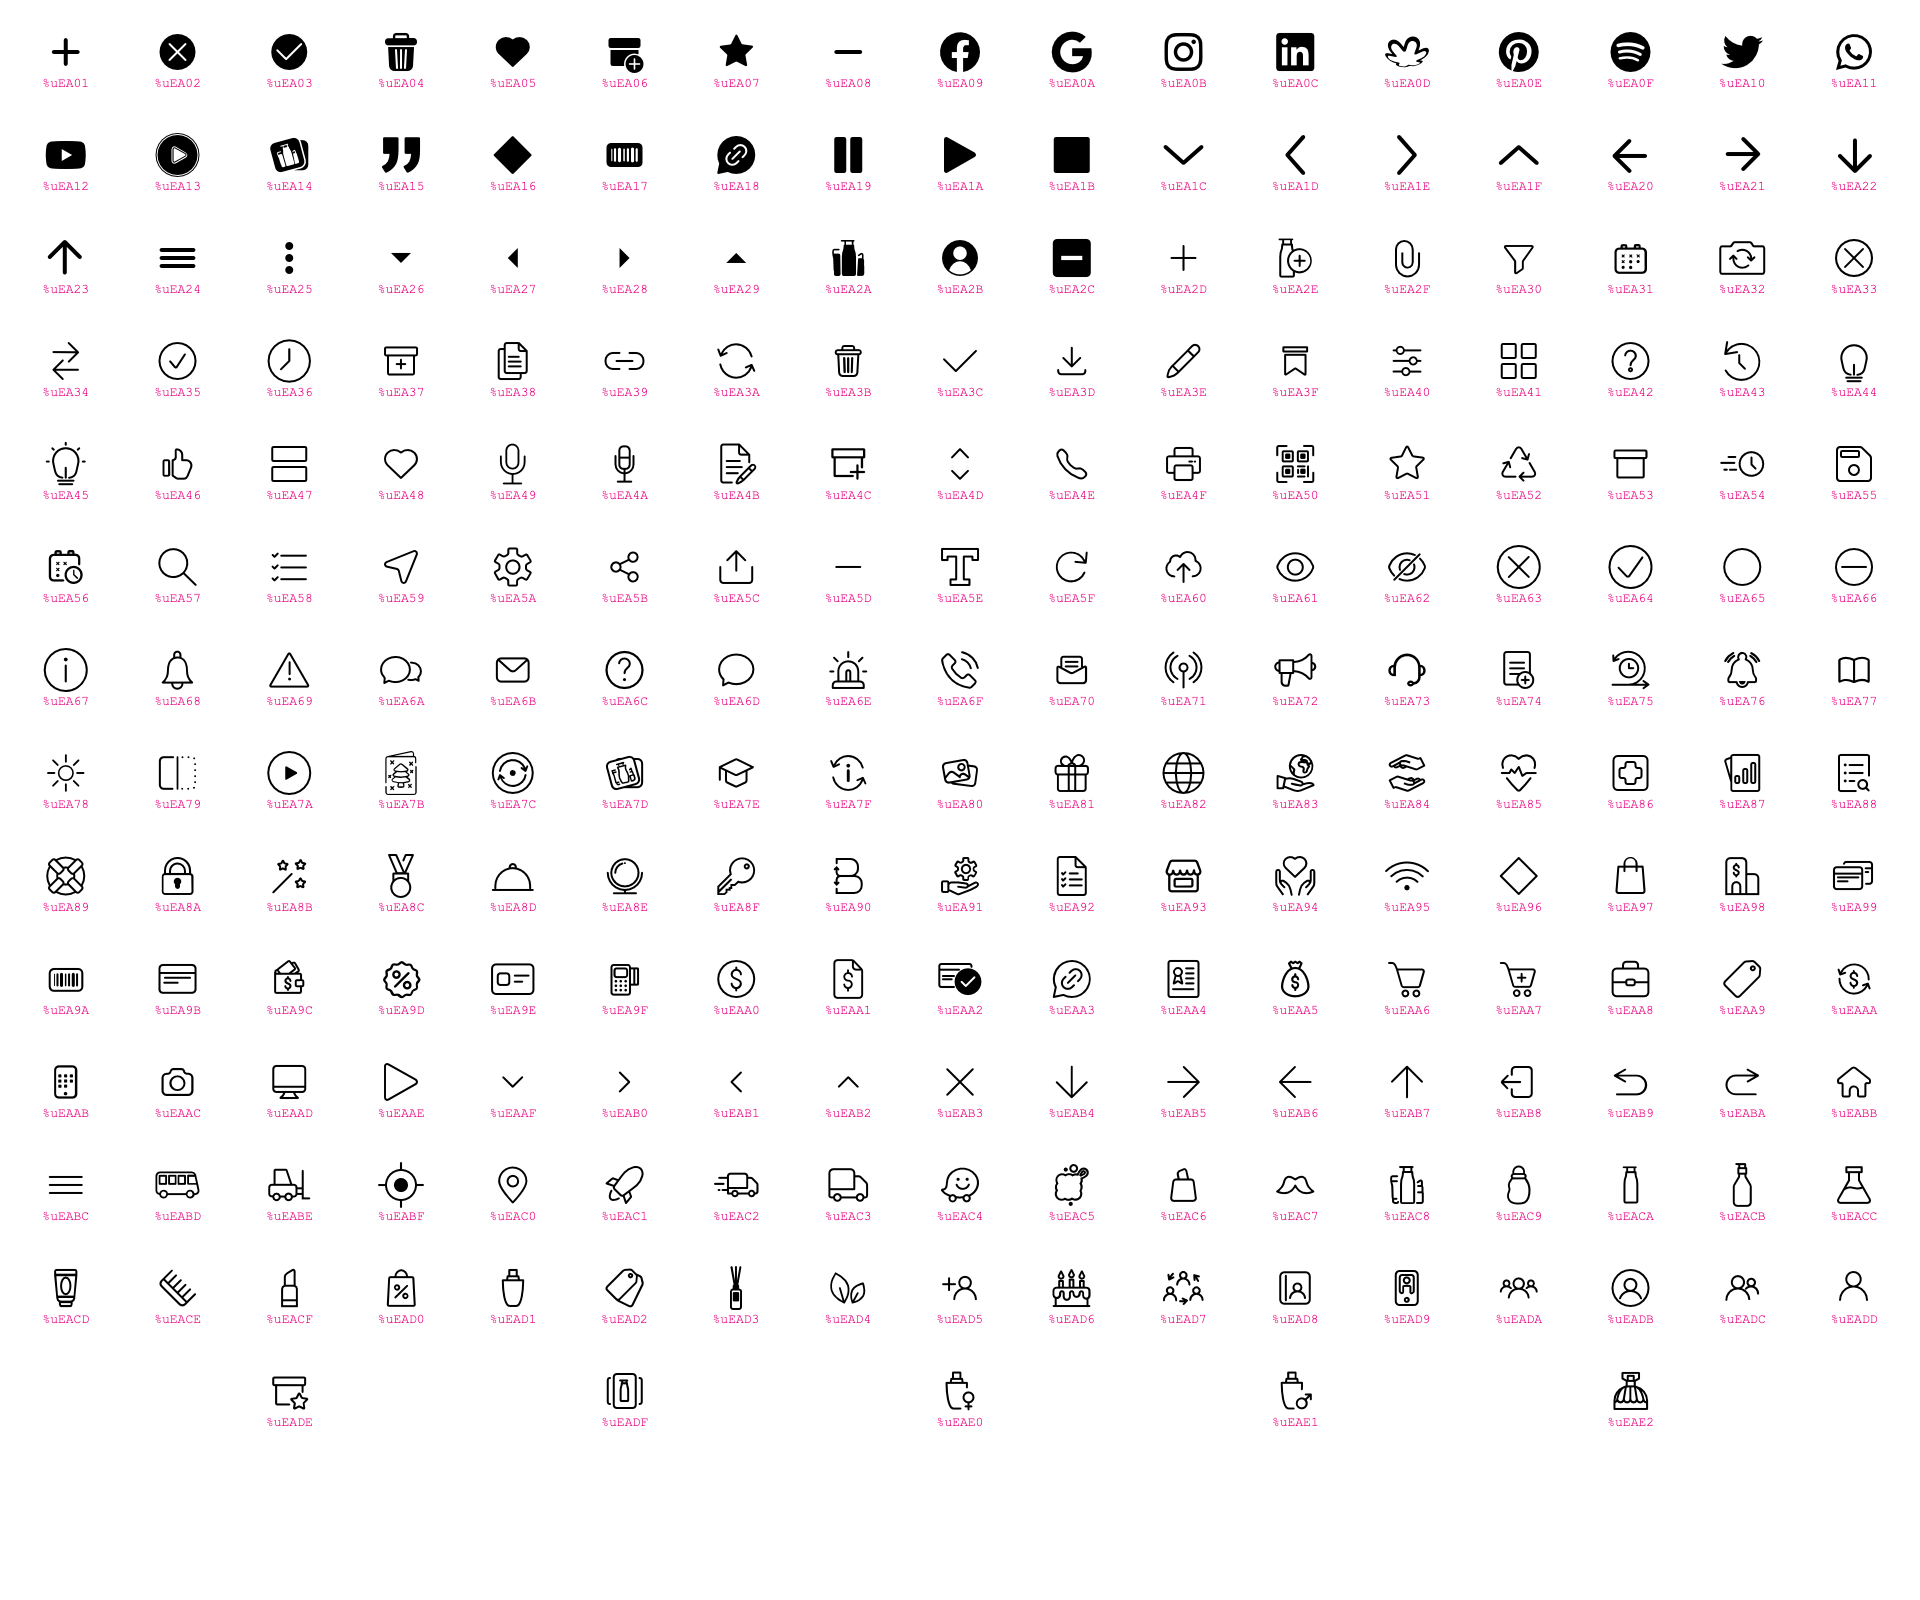 %uEA01 %uEA02 %uEA03 %uEA04 %uEA05 %uEA06 %uEA07 %uEA08 %uEA09 %uEA0A %uEA0B %uEA0C %uEA0D %uEA0E %uEA0F %uEA10 %uEA11
%uEA12 %uEA13 %uEA14 %uEA15 %uEA16 %uEA17 %uEA18 %uEA19 %uEA1A %uEA1B %uEA1C %uEA1D %uEA1E %uEA1F %uEA20 %uEA21 %uEA22
%uEA23 %uEA24 %uEA25 %uEA26 %uEA27 %uEA28 %uEA29 %uEA2A %uEA2B %uEA2C %uEA2D %uEA2E %uEA2F %uEA30 %uEA31 %uEA32 %uEA33
%uEA34 %uEA35 %uEA36 %uEA37 %uEA38 %uEA39 %uEA3A %uEA3B %uEA3C %uEA3D %uEA3E %uEA3F %uEA40 %uEA41 %uEA42 %uEA43 %uEA44
%uEA45 %uEA46 %uEA47 %uEA48 %uEA49 %uEA4A %uEA4B %uEA4C %uEA4D %uEA4E %uEA4F %uEA50 %uEA51 %uEA52 %uEA53 %uEA54 %uEA55
%uEA56 %uEA57 %uEA58 %uEA59 %uEA5A %uEA5B %uEA5C %uEA5D %uEA5E %uEA5F %uEA60 %uEA61 %uEA62 %uEA63 %uEA64 %uEA65 %uEA66
%uEA67 %uEA68 %uEA69 %uEA6A %uEA6B %uEA6C %uEA6D %uEA6E %uEA6F %uEA70 %uEA71 %uEA72 %uEA73 %uEA74 %uEA75 %uEA76 %uEA77
%uEA78 %uEA79 %uEA7A %uEA7B %uEA7C %uEA7D %uEA7E %uEA7F %uEA80 %uEA81 %uEA82 %uEA83 %uEA84 %uEA85 %uEA86 %uEA87 %uEA88
%uEA89 %uEA8A %uEA8B %uEA8C %uEA8D %uEA8E %uEA8F %uEA90 %uEA91 %uEA92 %uEA93 %uEA94 %uEA95 %uEA96 %uEA97 %uEA98 %uEA99
%uEA9A %uEA9B %uEA9C %uEA9D %uEA9E %uEA9F %uEAA0 %uEAA1 %uEAA2 %uEAA3 %uEAA4 %uEAA5 %uEAA6 %uEAA7 %uEAA8 %uEAA9 %uEAAA
%uEAAB %uEAAC %uEAAD %uEAAE %uEAAF %uEAB0 %uEAB1 %uEAB2 %uEAB3 %uEAB4 %uEAB5 %uEAB6 %uEAB7 %uEAB8 %uEAB9 %uEABA %uEABB
%uEABC %uEABD %uEABE %uEABF %uEAC0 %uEAC1 %uEAC2 %uEAC3 %uEAC4 %uEAC5 %uEAC6 %uEAC7 %uEAC8 %uEAC9 %uEACA %uEACB %uEACC
%uEACD %uEACE %uEACF %uEAD0 %uEAD1 %uEAD2 %uEAD3 %uEAD4 %uEAD5 %uEAD6 %uEAD7 %uEAD8 %uEAD9 %uEADA %uEADB %uEADC %uEADD
%uEADE %uEADF %uEAE0 %uEAE1 %uEAE2